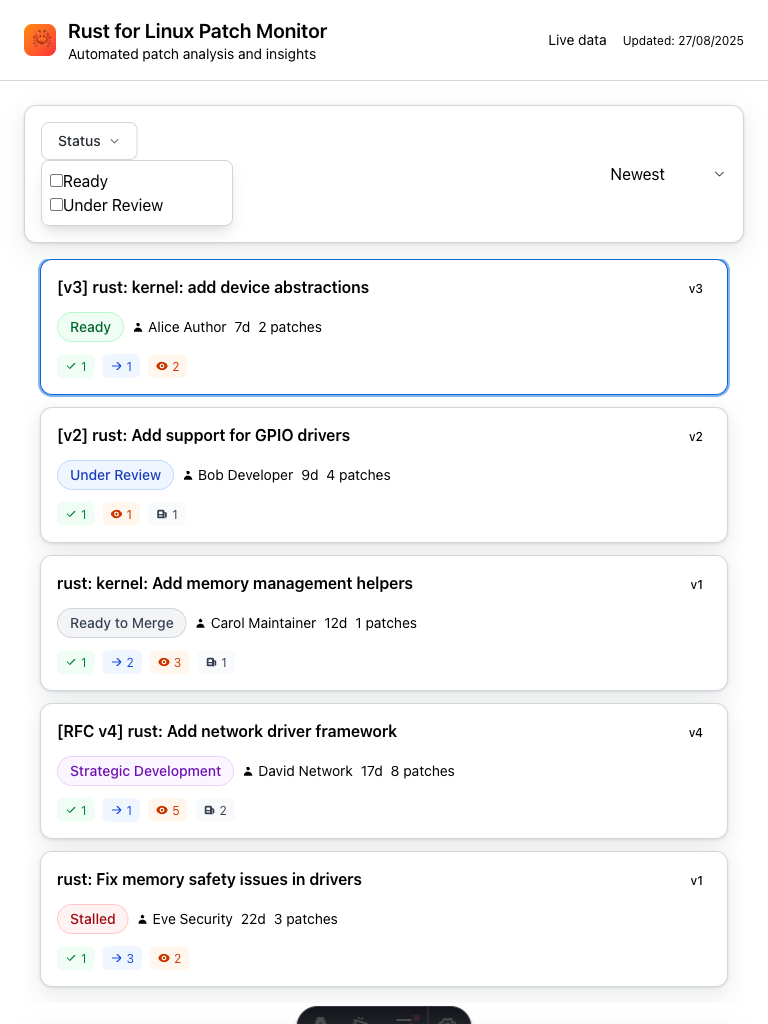 Rust for Linux Patch Monitor
Automated patch analysis and insights
Live data Updated: 27/08/2025
Status
Ready
Under Review
Newest
[v3] rust: kernel: add device abstractions v3
Ready Alice Author 7d 2 patches
1 1 2
[v2] rust: Add support for GPIO drivers v2
Under Review Bob Developer 9d 4 patches
1 1 1
rust: kernel: Add memory management helpers v1
Ready to Merge Carol Maintainer 12d 1 patches
1 2 3 1
[RFC v4] rust: Add network driver framework v4
Strategic Development David Network 17d 8 patches
1 1 5 2
rust: Fix memory safety issues in drivers v1
Stalled Eve Security 22d 3 patches
1 3 2